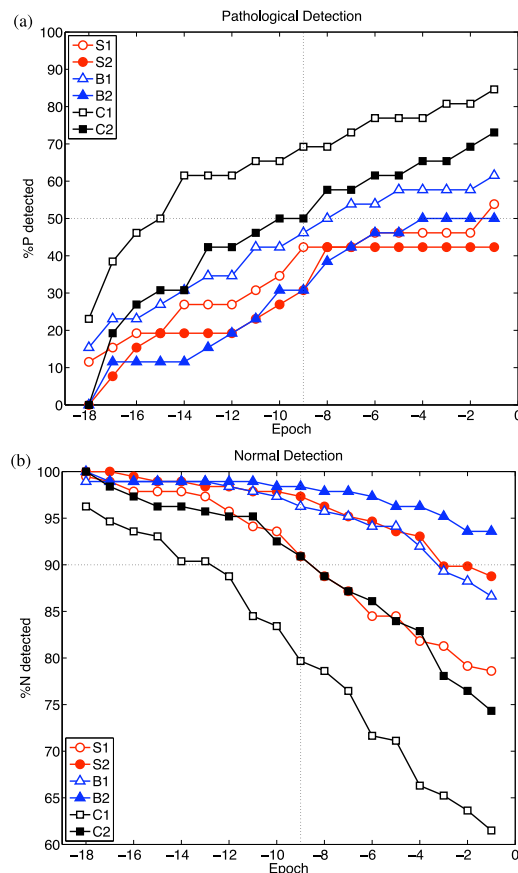 Pathological Detection
(a)
100
90
80
70
60
50
40
30
20
10
0
%P detected
S1
S2
B1
B2
C1
C2
−18 −16 −14 −12 −10 −8 −6 −4 −2 0
Epoch
(b)
Normal Detection
100
95
90
85
80
75
70
65
60
%N detected
S1
S2
B1
B2
C1
C2
−18 −16 −14 −12 −10 −8 −6 −4 −2 0
Epoch